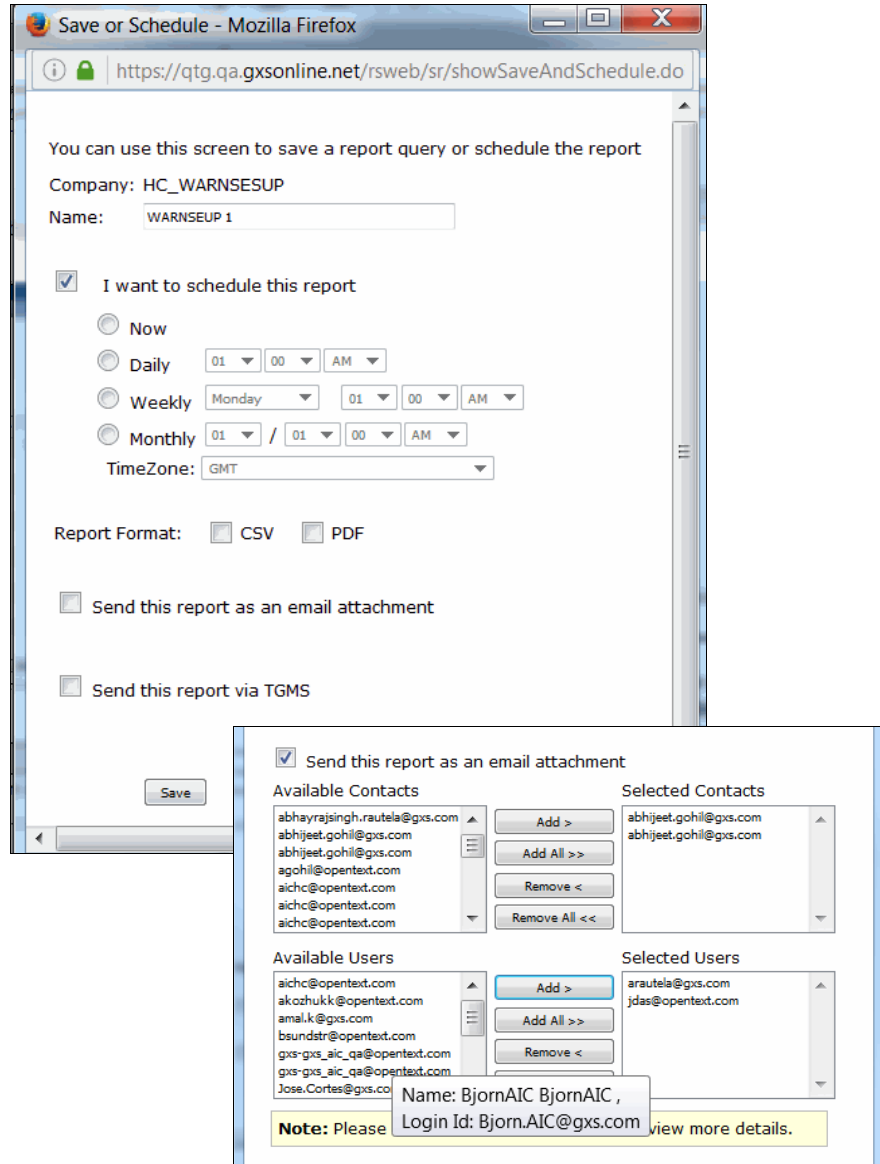 Save or Schedule - Mozilla Firefox
https://qtg.qa.gxsonline.net/rsweb/sr/showSaveAndSchedule.do
You can use this screen to save a report query or schedule the report
Company: HC_WARNSESUP
Name: WARNSEUP 1
I want to schedule this report
Now
Daily 01 00 AM
Weekly Monday 01 00 AM
Monthly 01 / 01 00 AM
TimeZone: GMT
Report Format: CSV PDF
Send this report as an email attachment
Send this report via TGMS
Save
Send this report as an email attachment
Available Contacts
abhayrajsingh.rautela@gxs.com
abhijeet.gohil@gxs.com
abhijeet.gohil@gxs.com
agohil@opentext.com
aichc@opentext.com
aichc@opentext.com
aichc@opentext.com
Add >
Add All >>
Remove <
Remove All <<
Selected Contacts
abhijeet.gohil@gxs.com
abhijeet.gohil@gxs.com
Available Users
aichc@opentext.com
akozhukk@opentext.com
amal.k@gxs.com
bsundstr@opentext.com
gxs-gxs_aic_qa@opentext.com
gxs-gxs_aic_qa@opentext.com
Jose.Cortes@gxs.co
Add >
Add All >>
Remove <
Selected Users
arautela@gxs.com
jdas@opentext.com
Name: BjornAIC BjornAIC ,
Login Id: Bjorn.AIC@gxs.com
Note: Please view more details.